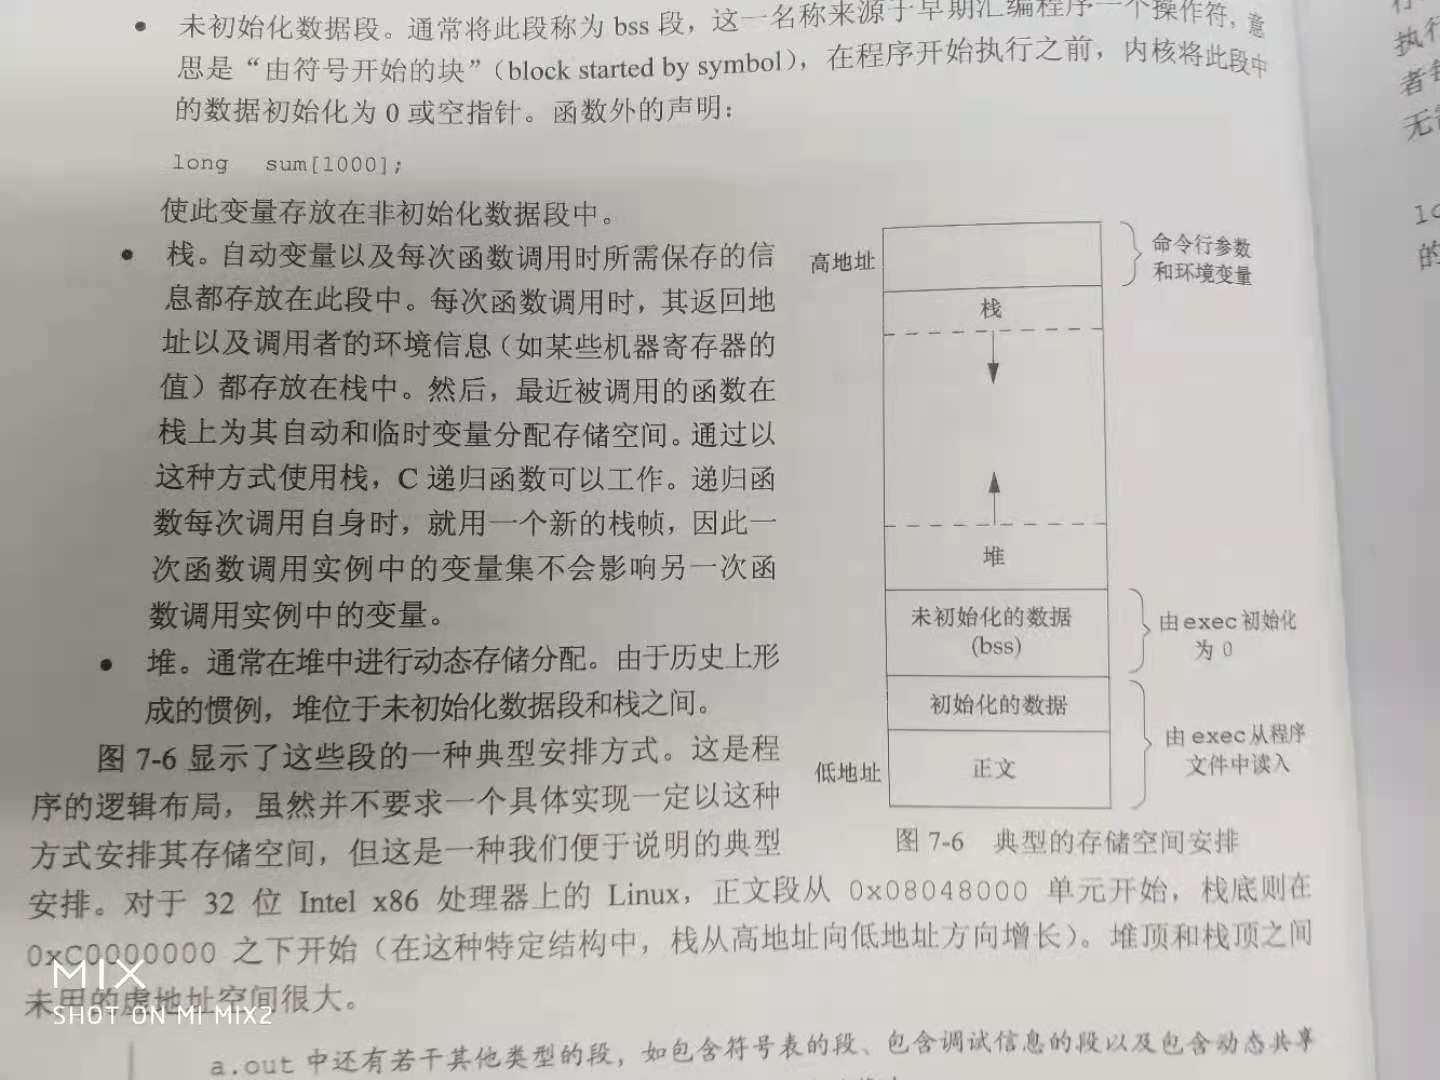 • 未初始化数据段。通常将此段称为 bss 段，这一名称来源于早期汇编程序一个操作符，意
思是“由符号开始的块”（block started by symbol），在程序开始执行之前，内核将此段中
的数据初始化为 0 或空指针。函数外的声明：
long sum[1000];
使此变量存放在非初始化数据段中。
• 栈。自动变量以及每次函数调用时所需保存的信
息都存放在此段中。每次函数调用时，其返回地
址以及调用者的环境信息（如某些机器寄存器的
值）都存放在栈中。然后，最近被调用的函数在
栈上为其自动和临时变量分配存储空间。通过以
这种方式使用栈，C 递归函数可以工作。递归函
数每次调用自身时，就用一个新的栈帧，因此一
次函数调用实例中的变量集不会影响另一次函
数调用实例中的变量。
• 堆。通常在堆中进行动态存储分配。由于历史上形
成的惯例，堆位于未初始化数据段和栈之间。
图 7-6 显示了这些段的一种典型安排方式。这是程
序的逻辑布局，虽然并不要求一个具体实现一定以这种
方式安排其存储空间，但这是一种我们便于说明的典型
高地址
命令行参数
和环境变量
栈
堆
未初始化的数据
(bss)
由 exec 初始化
为 0
初始化的数据
正文
低地址
由 exec 从程序
文件中读入
图 7-6 典型的存储空间安排
安排。对于 32 位 Intel x86 处理器上的 Linux，正文段从 0x08048000 单元开始，栈底则在
0xC0000000 之下开始（在这种特定结构中，栈从高地址向低地址方向增长）。堆顶和栈顶之间
未用的虚地址空间很大。
a.out 中还有若干其他类型的段，如包含符号表的段、包含调试信息的段以及包含动态共享
执行
者
无
的
MIX
SHOT ON MI MIX2